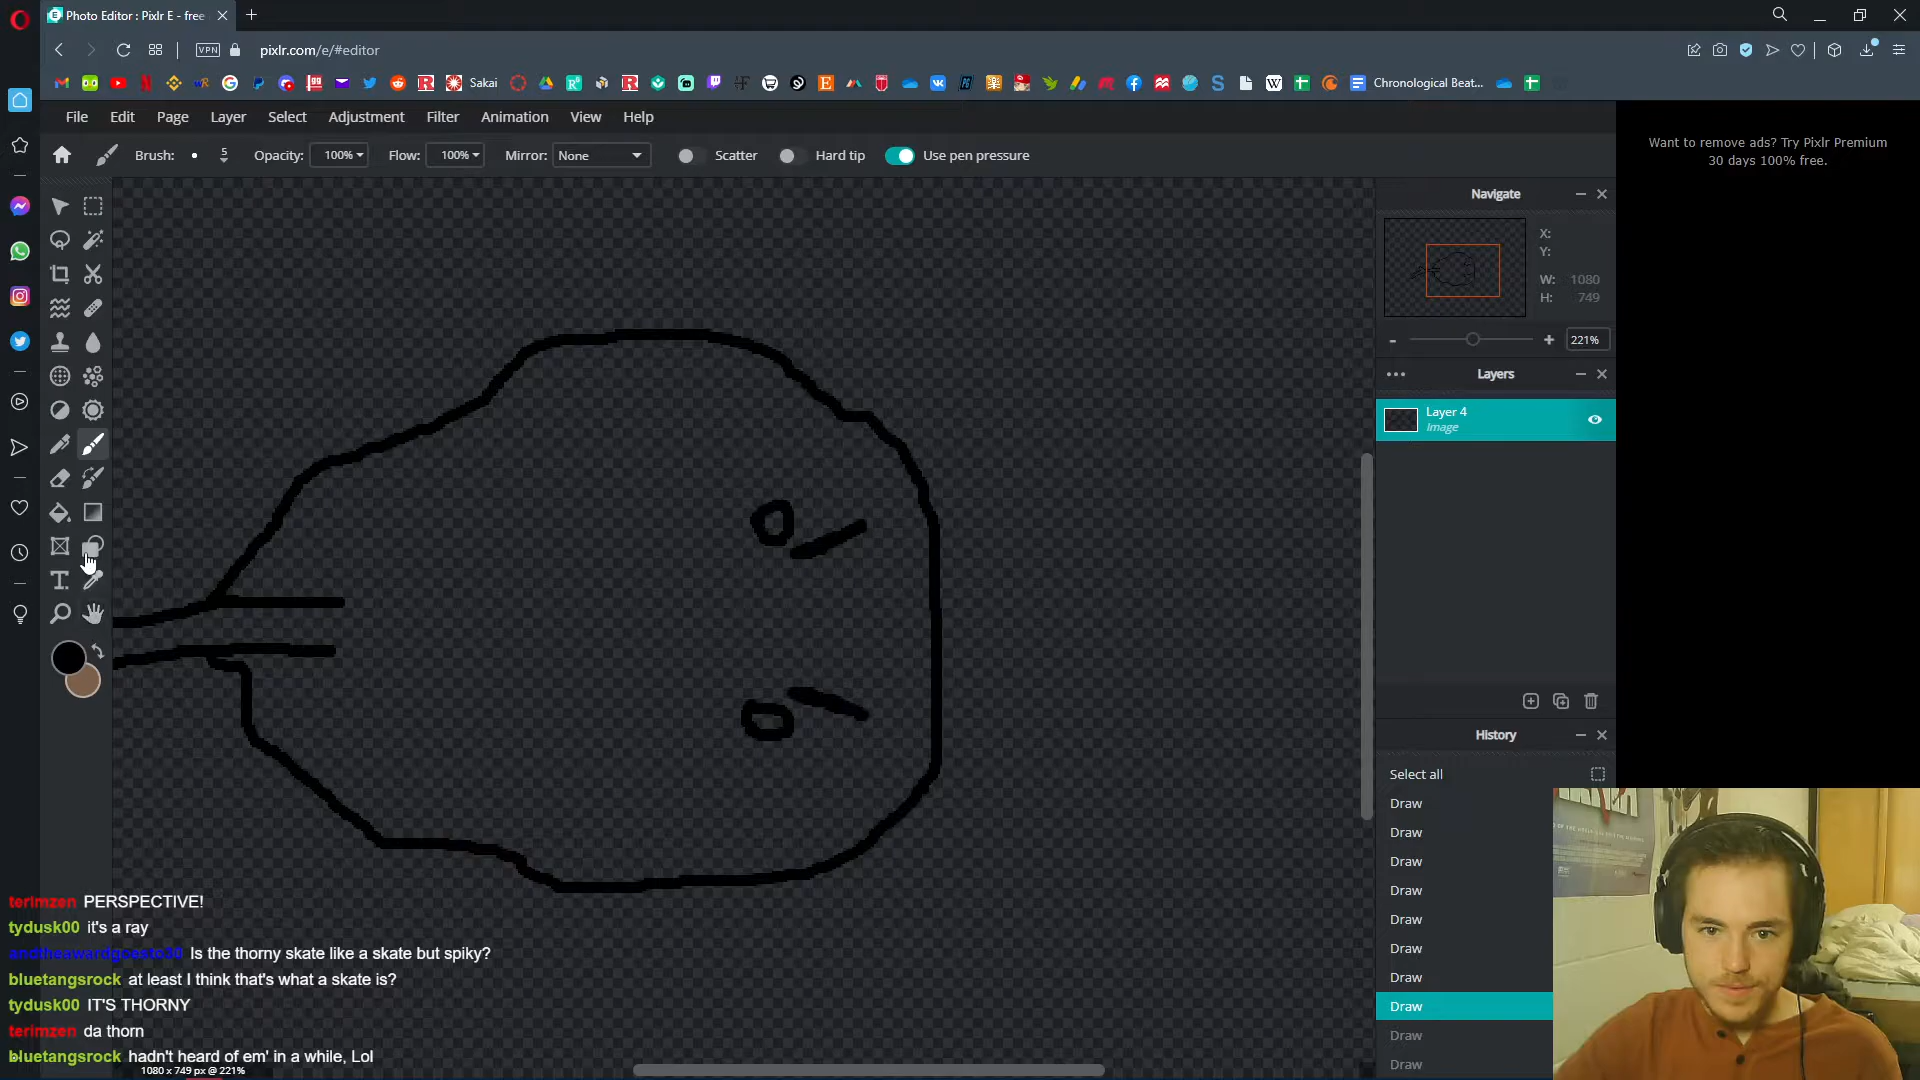 Photo Editor : Pixlr E - free
VPN
pixlr.com/e/#editor
Sakai
Chronological Beat...
File Edit Page Layer Select Adjustment Filter Animation View Help
Brush: 5 Opacity: 100% Flow: 100% Mirror: None Scatter Hard tip Use pen pressure
Want to remove ads? Try Pixlr Premium
30 days 100% free.
Navigate
X:
Y:
W: 1080
H: 749
221%
Layers
Layer 4
Image
History
Select all
Draw
Draw
Draw
Draw
Draw
Draw
Draw
Draw
Draw
Draw
terimzen PERSPECTIVE!
tydusk00 it's a ray
andtheawardgoesto30 Is the thorny skate like a skate but spiky?
bluetangsrock at least I think that's what a skate is?
tydusk00 IT'S THORNY
terimzen da thorn
bluetangsrock hadn't heard of em' in a while, Lol
1080 x 749 px @ 221%